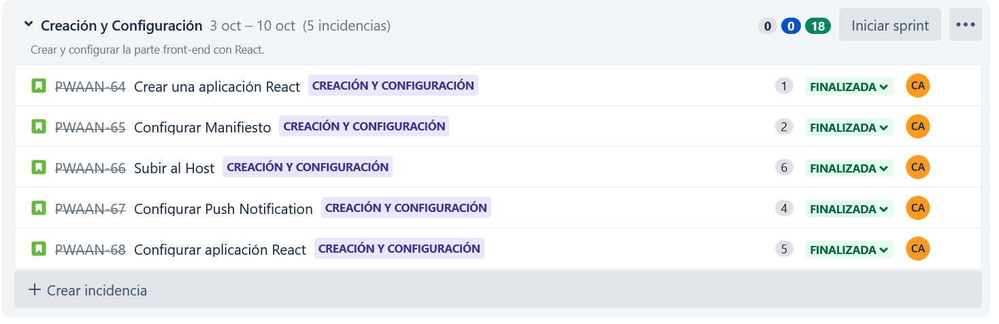 Creación y Configuración 3 oct – 10 oct (5 incidencias) 0 0 18 Iniciar sprint •••
Crear y configurar la parte front-end con React.
PWAAN-64 Crear una aplicación React CREACIÓN Y CONFIGURACIÓN 1 FINALIZADA CA
PWAAN-65 Configurar Manifiesto CREACIÓN Y CONFIGURACIÓN 2 FINALIZADA CA
PWAAN-66 Subir al Host CREACIÓN Y CONFIGURACIÓN 6 FINALIZADA CA
PWAAN-67 Configurar Push Notification CREACIÓN Y CONFIGURACIÓN 4 FINALIZADA CA
PWAAN-68 Configurar aplicación React CREACIÓN Y CONFIGURACIÓN 5 FINALIZADA CA
+ Crear incidencia